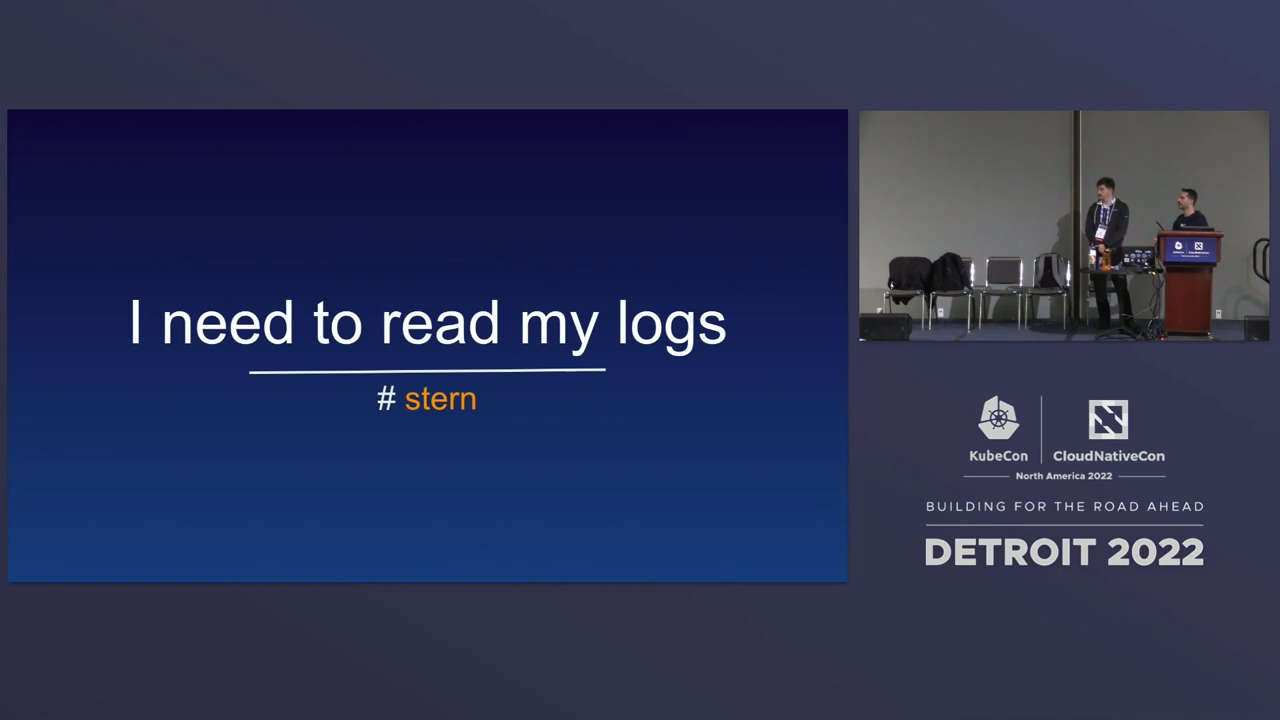 I need to read my logs
# stern
KubeCon
CloudNativeCon
North America 2022
BUILDING FOR THE ROAD AHEAD
DETROIT 2022